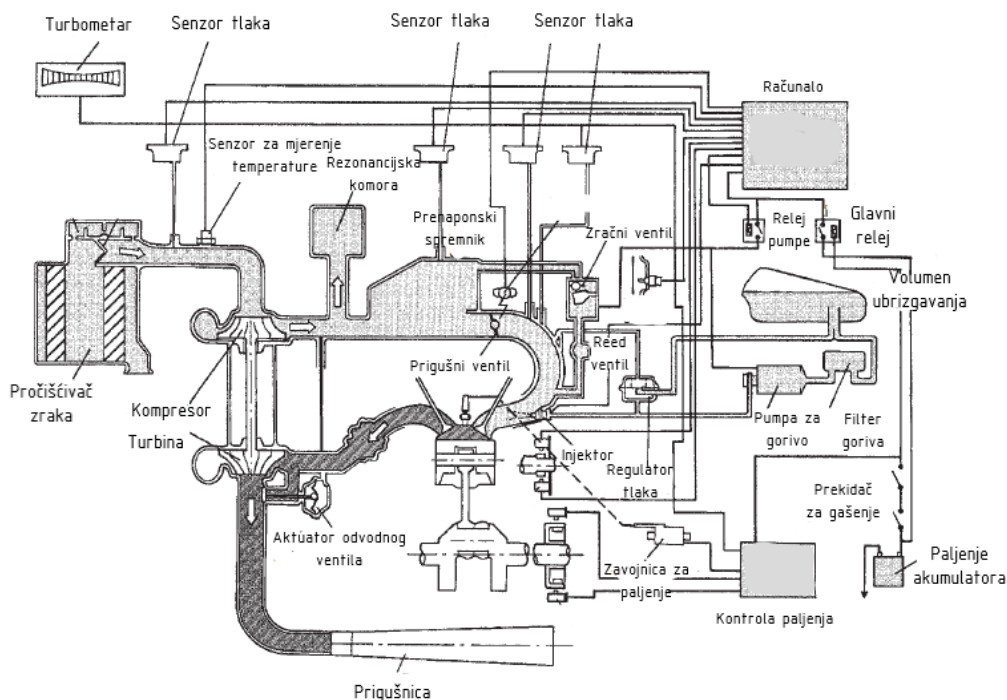 Turbometar
Senzor tlaka
Senzor tlaka
Senzor tlaka
Računalo
Senzor za mjerenje
temperature
Rezonancijska
komora
Prenaponski
spremnik
Zračni ventil
Relej
pumpe
Glavni
relej
Volumen
ubrizgavanja
Prigušni ventil
Reed
ventil
Pročišćivač
zraka
Kompresor
Turbina
Pumpa za
gorivo
Filter
goriva
Injektor
Regulator
tlaka
Prekidač
za gašenje
Aktuator odvodnog
ventila
Zavojnica za
paljenje
Paljenje
akumulatora
Kontrola paljenja
Prigušnica